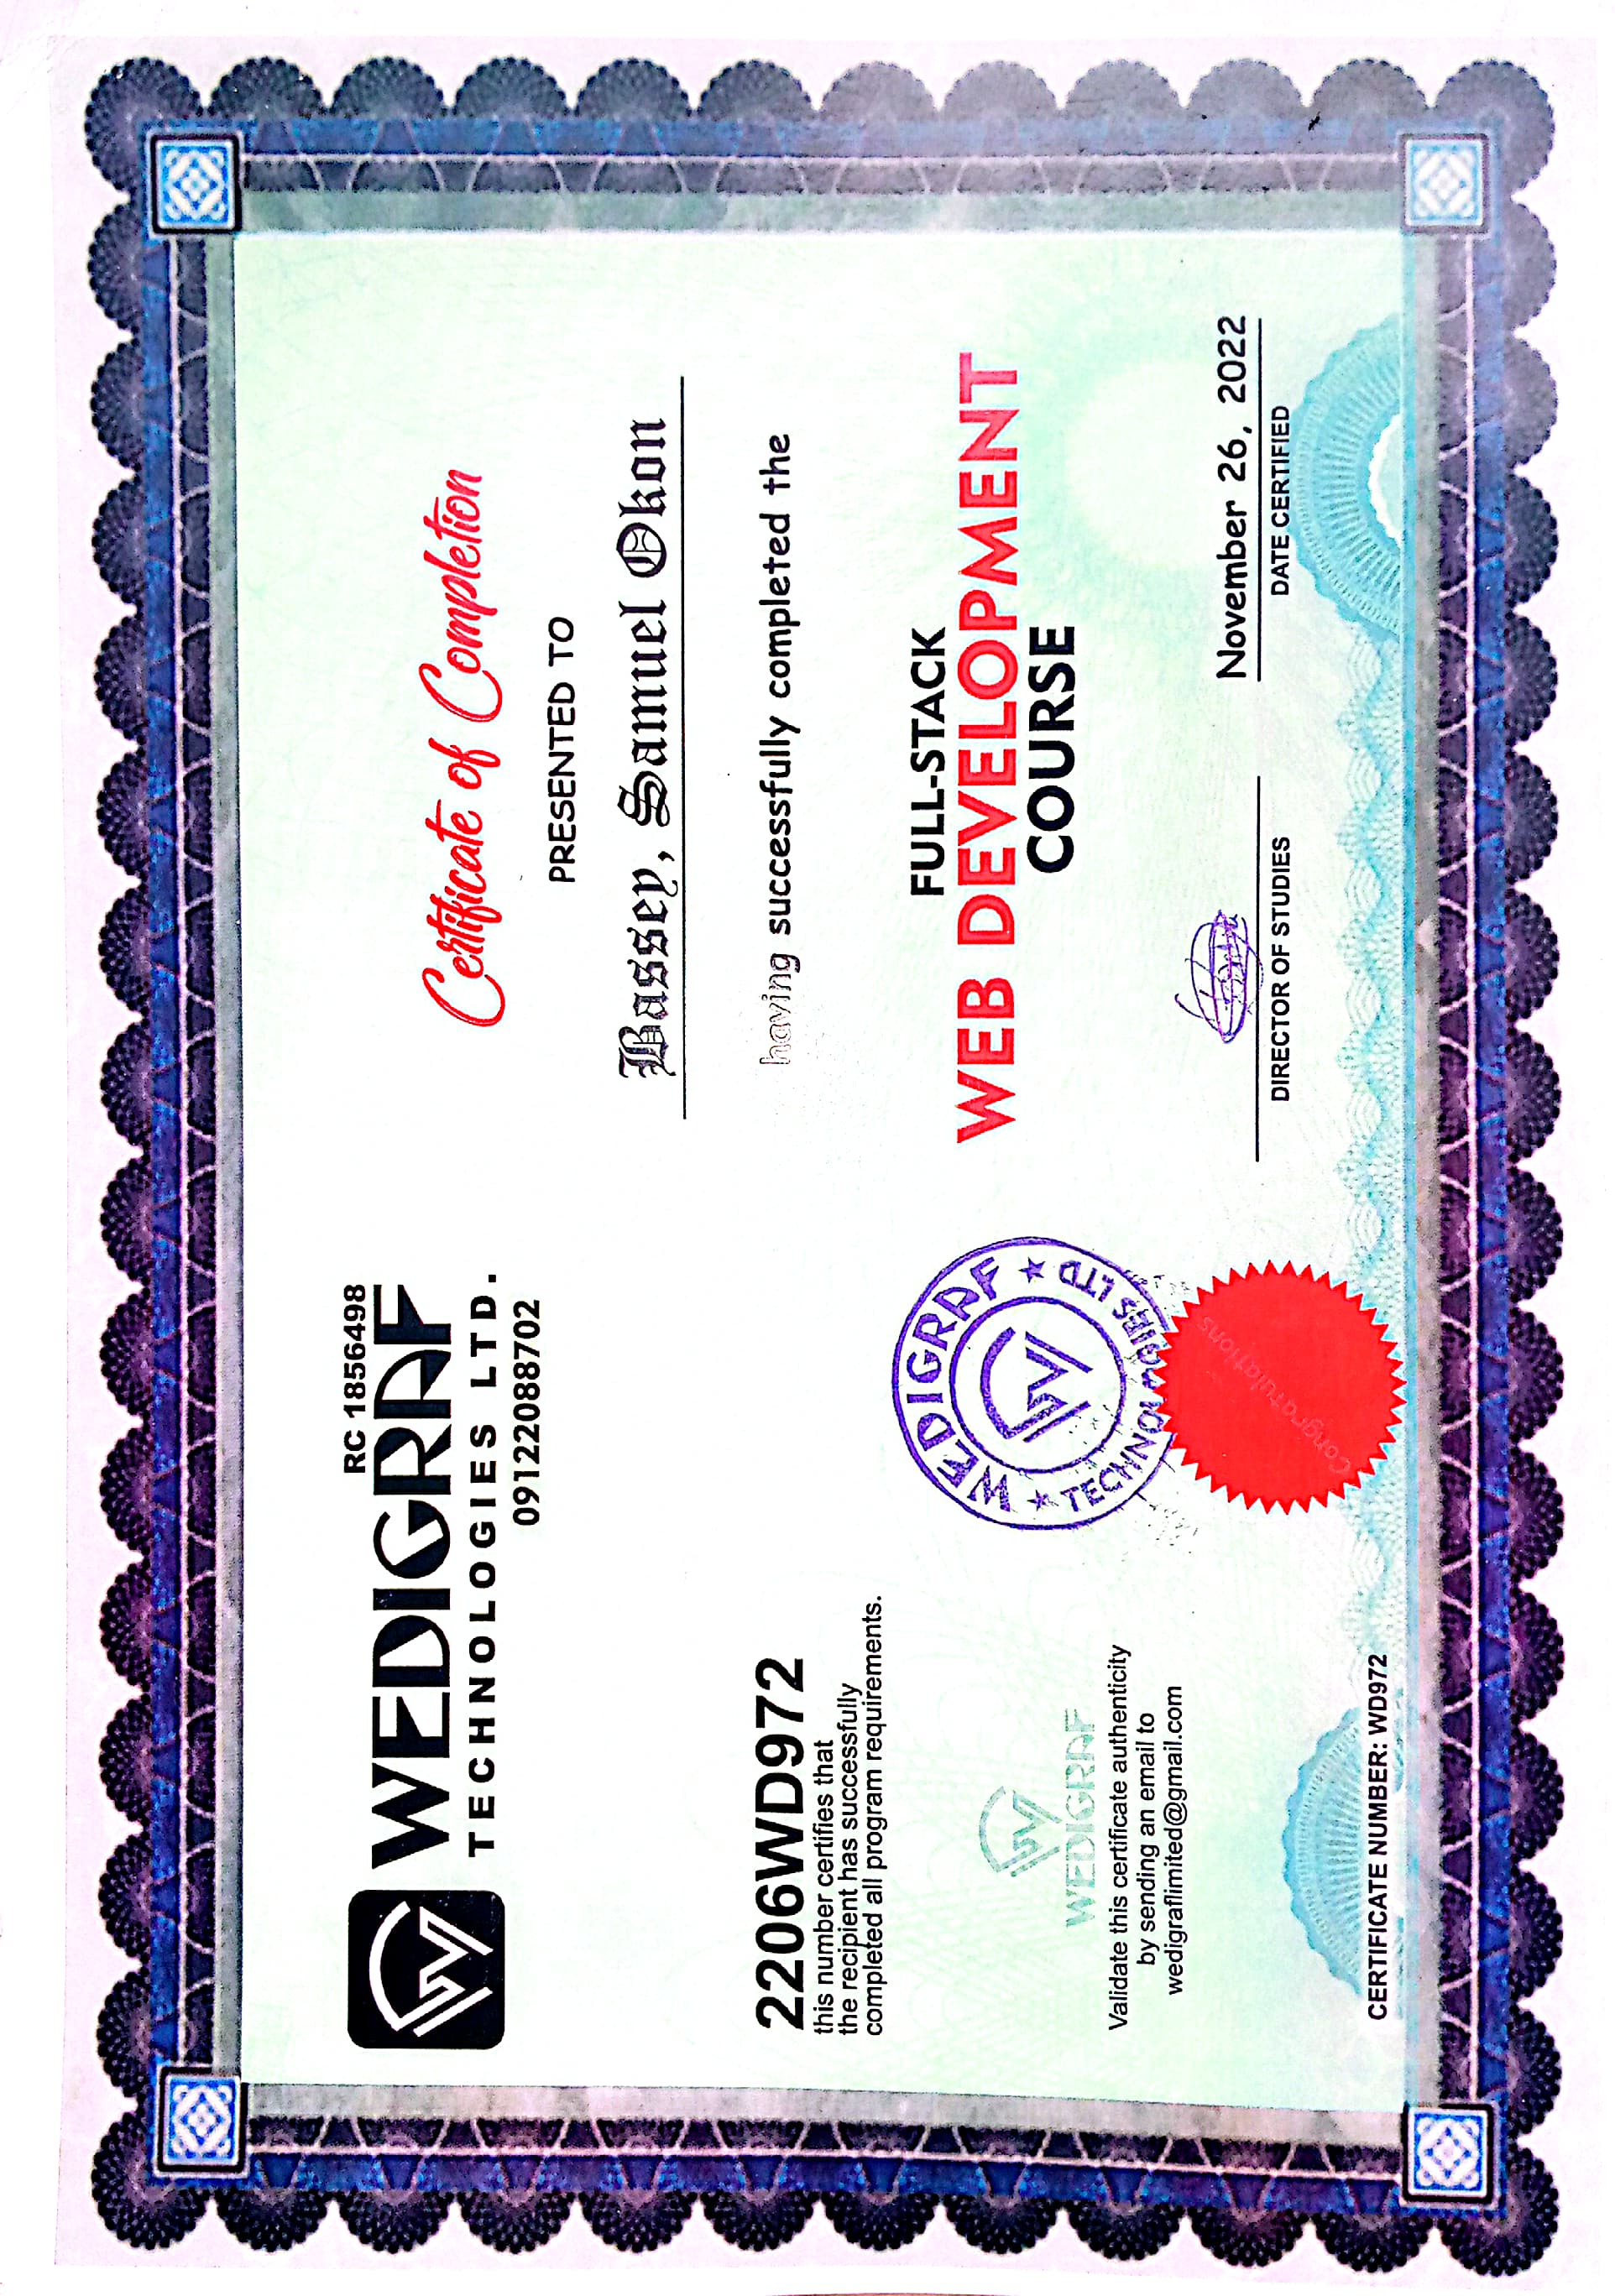 RC 1856498
WEDIGRAF
TECHNOLOGIES LTD.
09122088702
Certificate of Completion
PRESENTED TO
Bassey, Samuel Okon
having successfully completed the
FULL-STACK
WEB DEVELOPMENT
COURSE
2206WD972
this number certifies that
the recipient has successfully
completed all program requirements.
WEDIGRAF
Validate this certificate authenticity
by sending an email to
wedigraflimited@gmail.com
CERTIFICATE NUMBER: WD972
WEDIGRAF
TECHNOLOGIES LTD
Congratulations
DIRECTOR OF STUDIES
November 26, 2022
DATE CERTIFIED